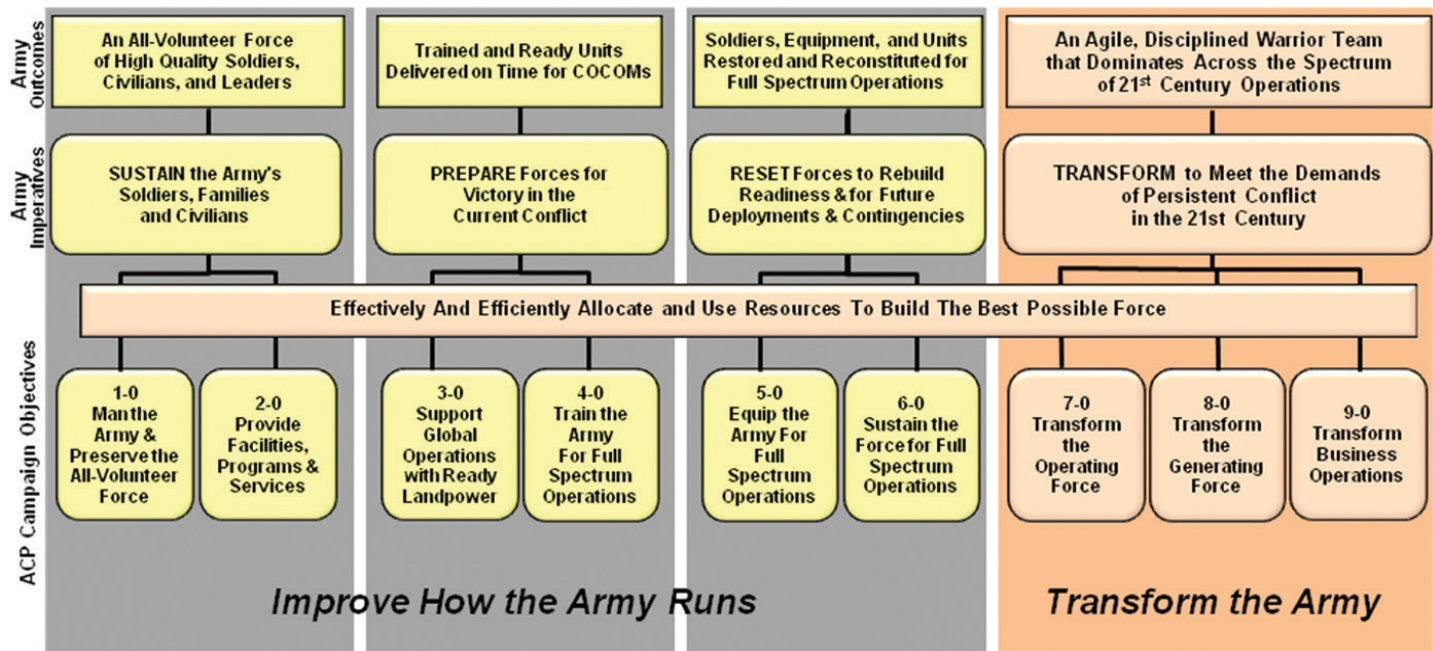 Army
Outcomes
An All-Volunteer Force
of High Quality Soldiers,
Civilians, and Leaders
Trained and Ready Units
Delivered on Time for COCOMs
Soldiers, Equipment, and Units
Restored and Reconstituted for
Full Spectrum Operations
An Agile, Disciplined Warrior Team
that Dominates Across the Spectrum
of 21st Century Operations
Army
Imperatives
SUSTAIN the Army's
Soldiers, Families
and Civilians
PREPARE Forces for
Victory in the
Current Conflict
RESET Forces to Rebuild
Readiness & for Future
Deployments & Contingencies
TRANSFORM to Meet the Demands
of Persistent Conflict
in the 21st Century
Effectively And Efficiently Allocate and Use Resources To Build The Best Possible Force
ACP Campaign Objectives
1-0
Man the
Army &
Preserve the
All-Volunteer
Force
2-0
Provide
Facilities,
Programs &
Services
3-0
Support
Global
Operations
with Ready
Landpower
4-0
Train the
Army
For Full
Spectrum
Operations
5-0
Equip the
Army For
Full
Spectrum
Operations
6-0
Sustain the
Force for Full
Spectrum
Operations
7-0
Transform
the
Operating
Force
8-0
Transform
the
Generating
Force
9-0
Transform
Business
Operations
Improve How the Army Runs
Transform the Army